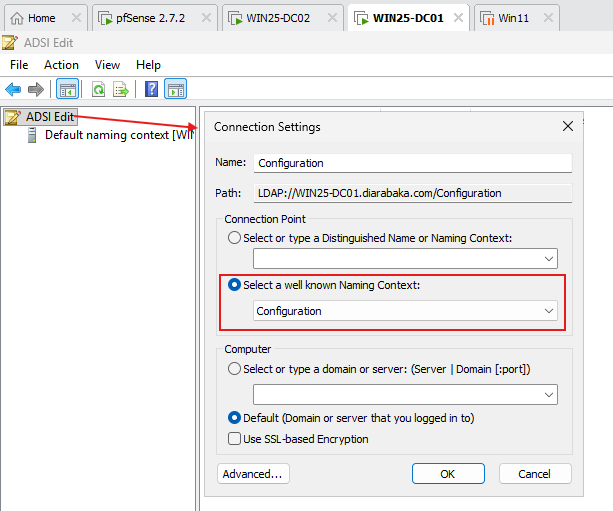 Home
pfSense 2.7.2
WIN25-DC02
WIN25-DC01
Win11
ADSI Edit
File Action View Help
ADSI Edit
Default naming context [WIN
Connection Settings
Name: Configuration
Path: LDAP://WIN25-DC01.diarabaka.com/Configuration
Connection Point
Select or type a Distinguished Name or Naming Context:
Select a well known Naming Context:
Configuration
Computer
Select or type a domain or server: (Server | Domain [:port])
Default (Domain or server that you logged in to)
Use SSL-based Encryption
Advanced... OK Cancel